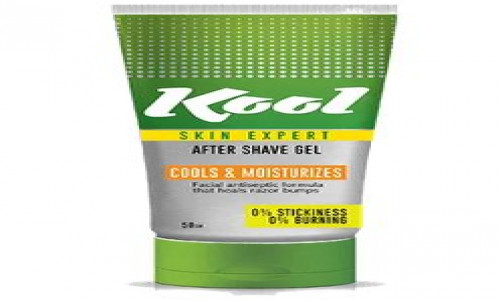 Kool
SKIN EXPERT
AFTER SHAVE GEL
COOLS & MOISTURIZES
Facial antiseptic formula
that heals razor bumps
0% STICKINESS
0% BURNING